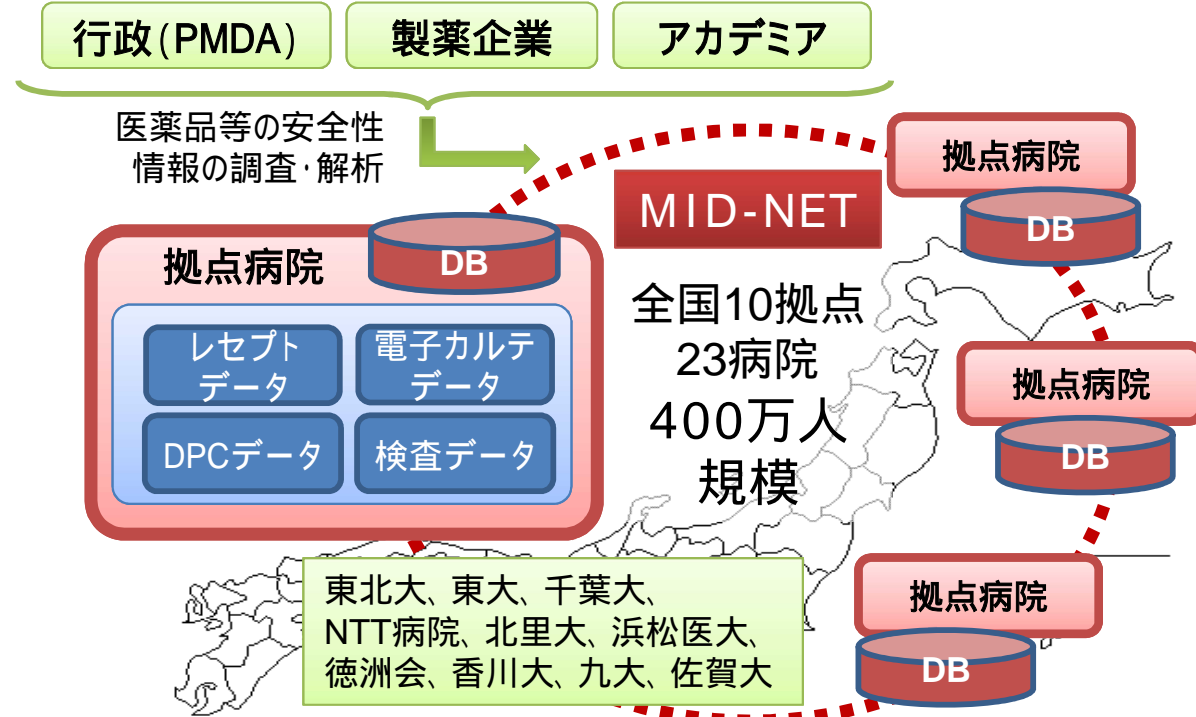 行政(PMDA)
製薬企業
アカデミア
医薬品等の安全性
情報の調査・解析
MID-NET
拠点病院
DB
拠点病院
DB
レセプト
データ
電子カルテ
データ
DPCデータ
検査データ
全国10拠点
23病院
400万人
規模
拠点病院
DB
拠点病院
DB
東北大、東大、千葉大、
NTT病院、北里大、浜松医大、
徳洲会、香川大、九大、佐賀大